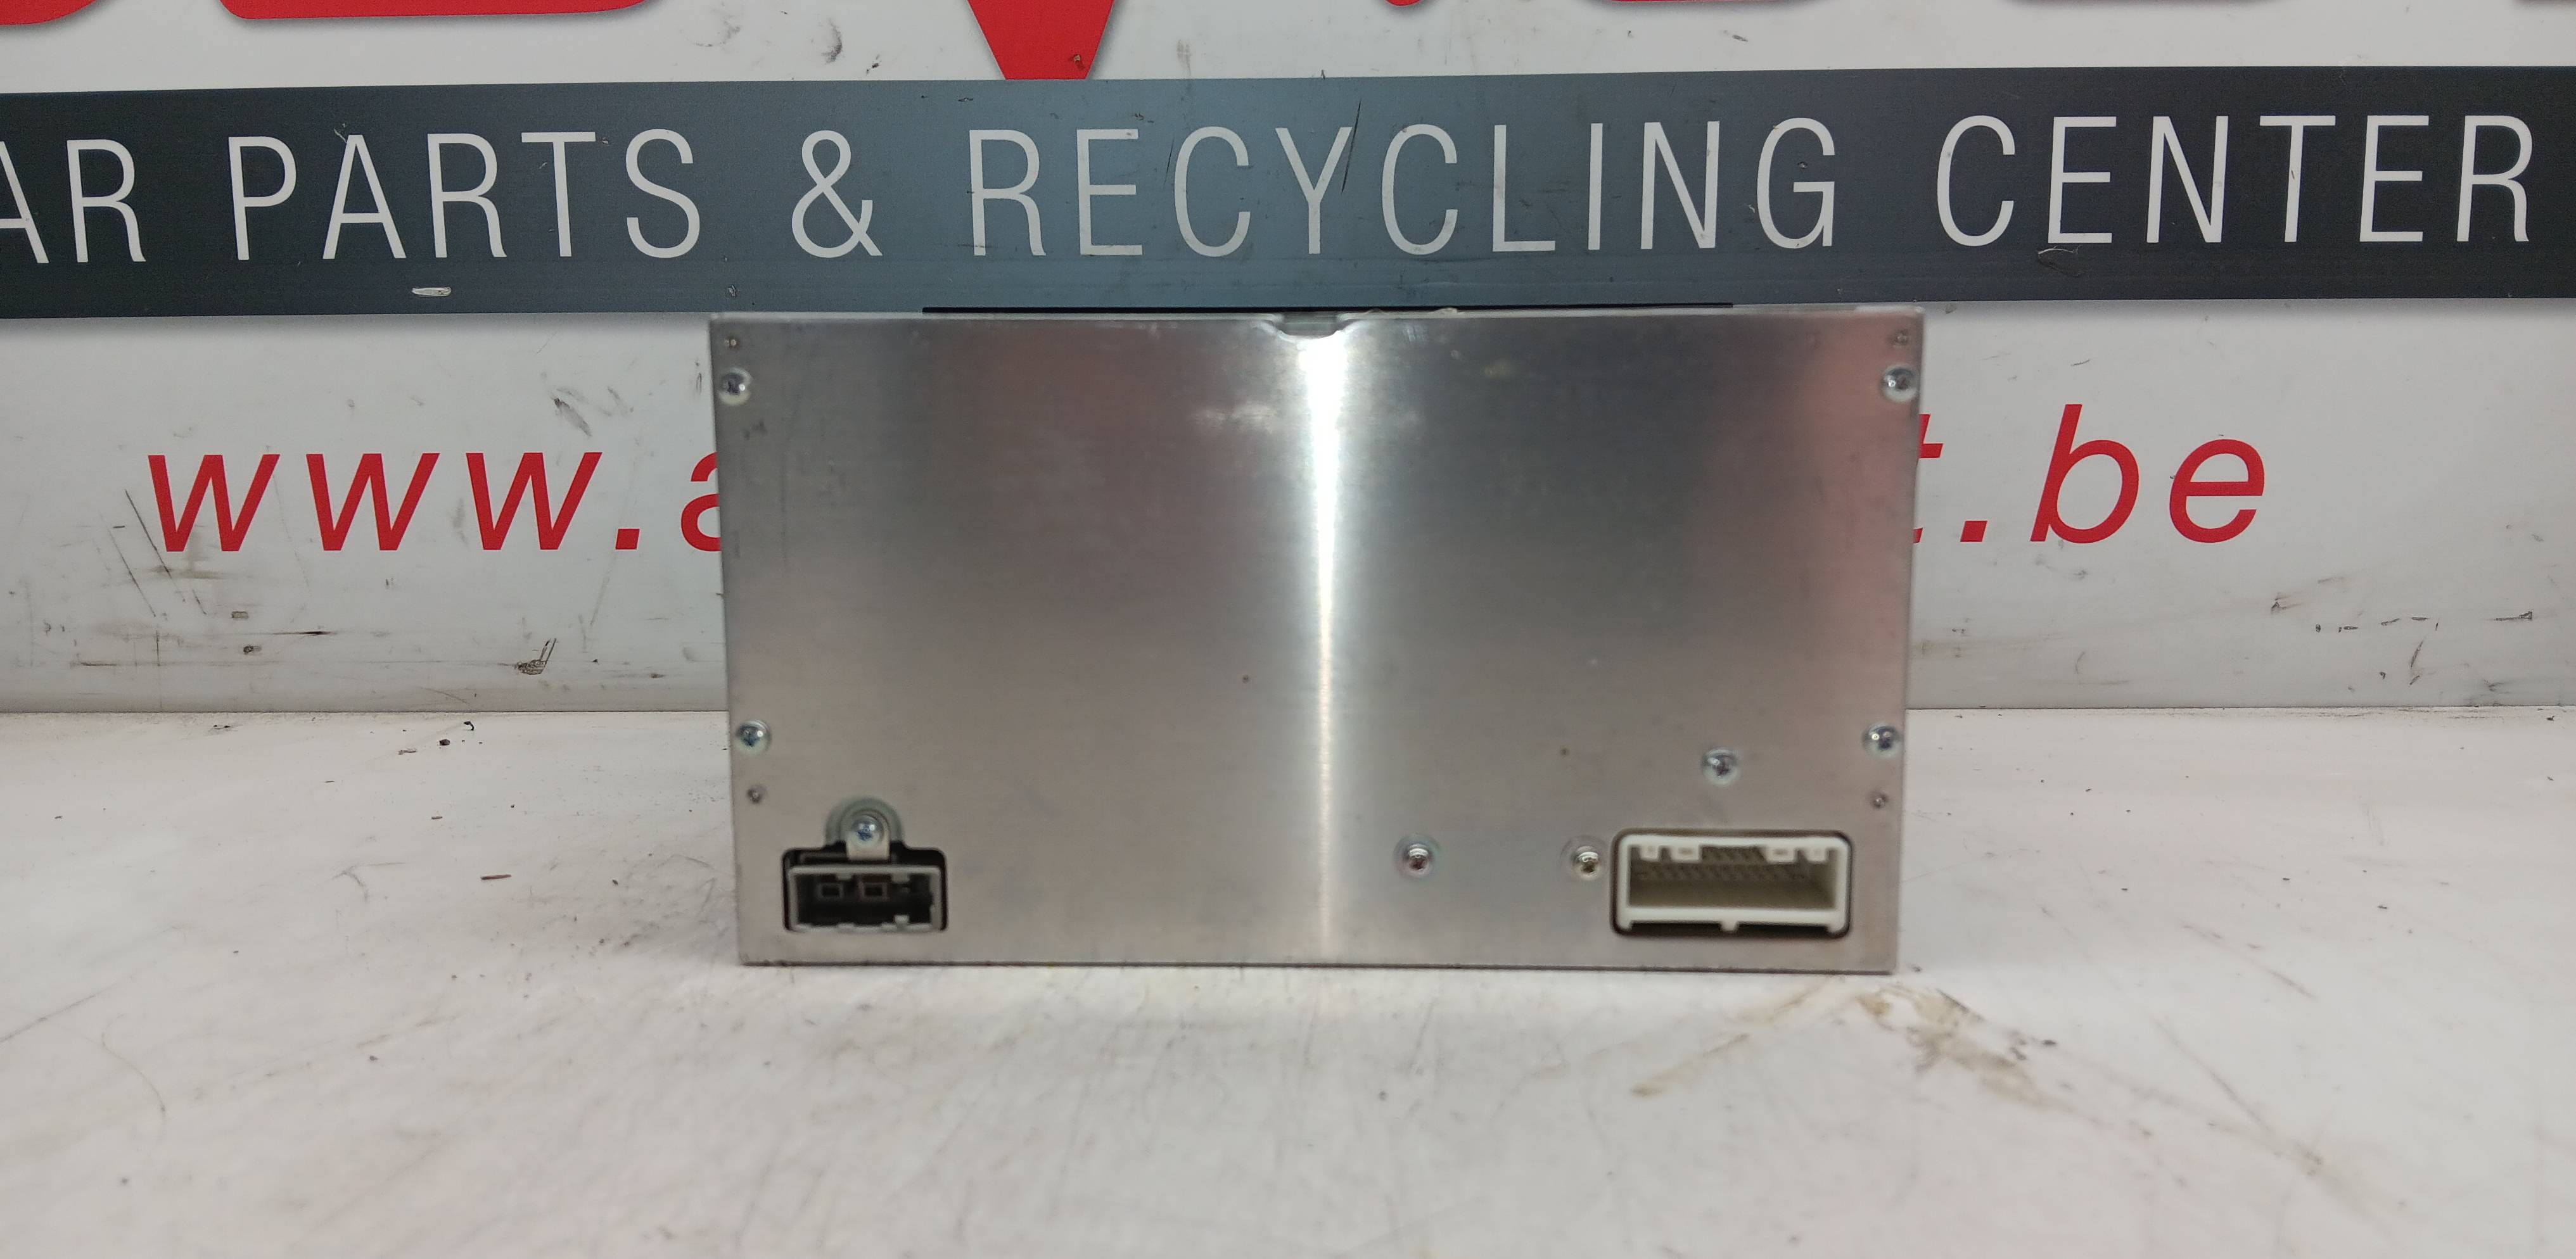 AR PARTS & RECYCLING CENTER
www.a t.be